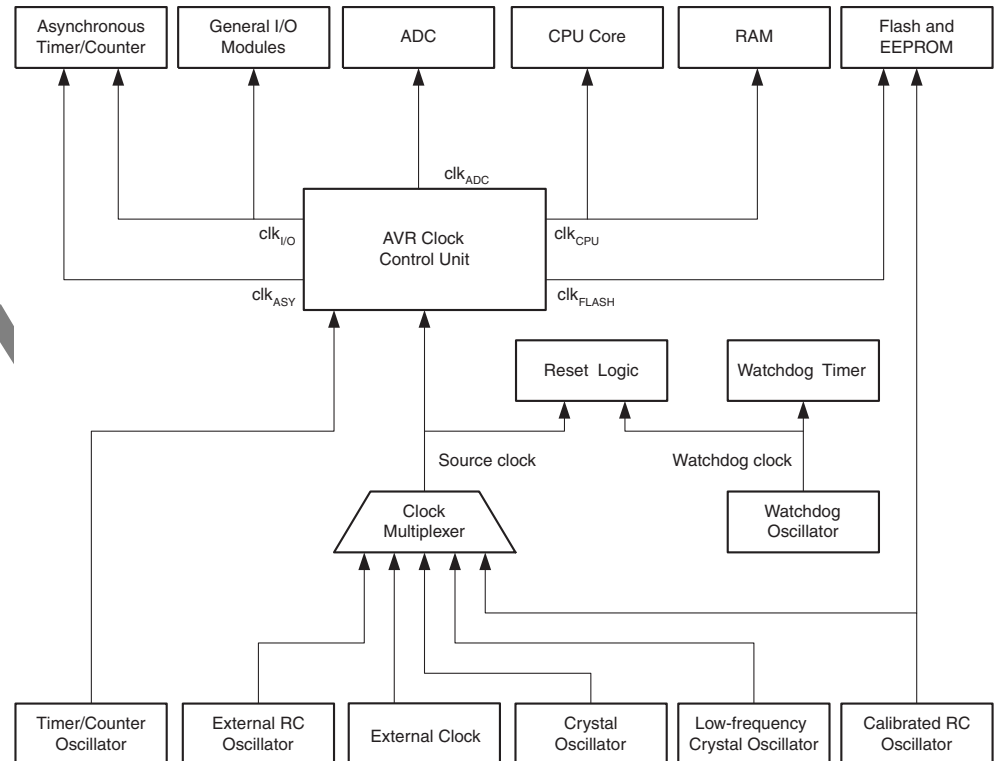 Asynchronous
Timer/Counter
General I/O
Modules
ADC
CPU Core
RAM
Flash and
EEPROM
clkADC
clkI/O
AVR Clock
Control Unit
clkCPU
clkASY
clkFLASH
Reset Logic
Watchdog Timer
Source clock
Watchdog clock
Clock
Multiplexer
Watchdog
Oscillator
Timer/Counter
Oscillator
External RC
Oscillator
External Clock
Crystal
Oscillator
Low-frequency
Crystal Oscillator
Calibrated RC
Oscillator